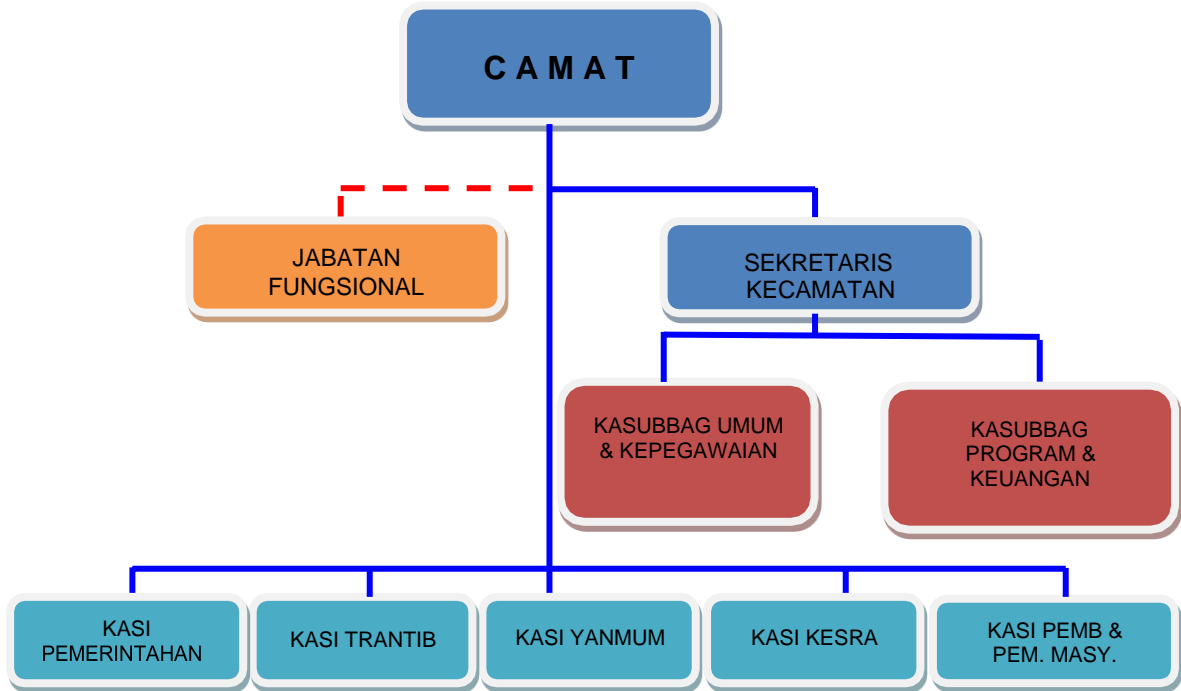 C A M A T
JABATAN
FUNGSIONAL
SEKRETARIS
KECAMATAN
KASUBBAG UMUM
& KEPEGAWAIAN
KASUBBAG
PROGRAM &
KEUANGAN
KASI
PEMERINTAHAN
KASI TRANTIB
KASI YANMUM
KASI KESRA
KASI PEMB &
PEM. MASY.